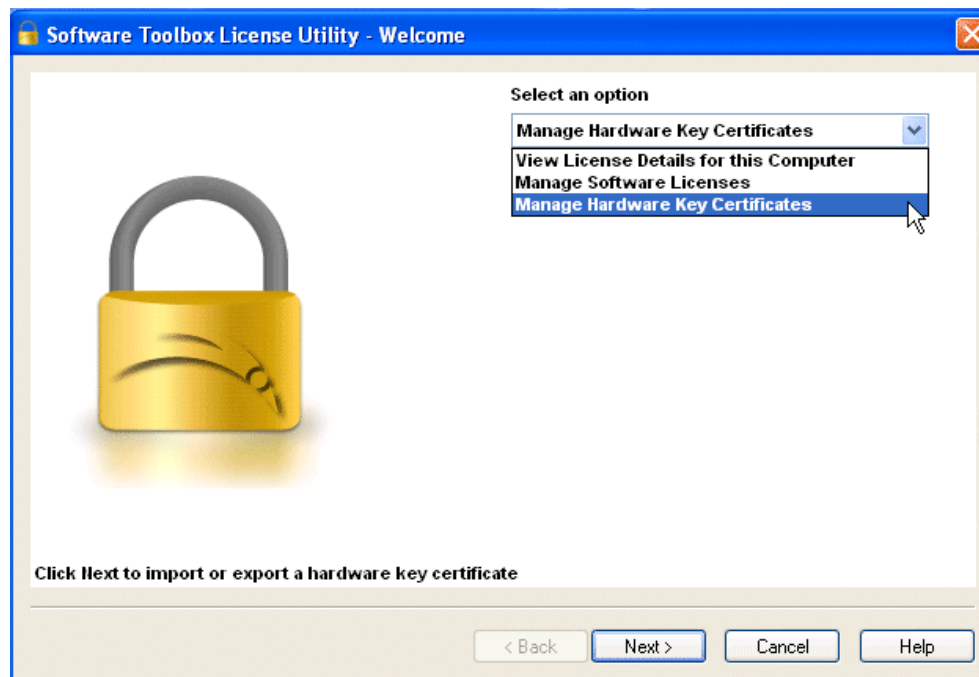 Software Toolbox License Utility - Welcome
Select an option
Manage Hardware Key Certificates
View License Details for this Computer
Manage Software Licenses
Manage Hardware Key Certificates
Click Next to import or export a hardware key certificate
< Back Next > Cancel Help